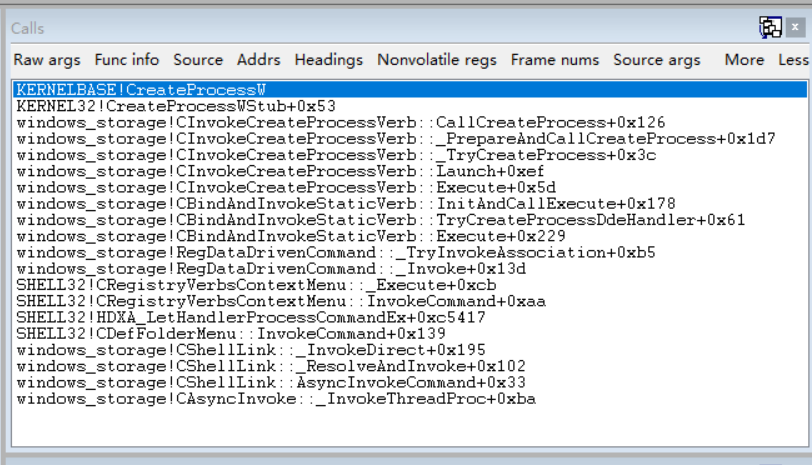 Calls
Raw args Func info Source Addrs Headings Nonvolatile regs Frame nums Source args More Less
KERNELBASE!CreateProcessW
KERNEL32!CreateProcessWStub+0x53
windows_storage!CInvokeCreateProcessVerb::CallCreateProcess+0x126
windows_storage!CInvokeCreateProcessVerb::_PrepareAndCallCreateProcess+0x1d7
windows_storage!CInvokeCreateProcessVerb::_TryCreateProcess+0x3c
windows_storage!CInvokeCreateProcessVerb::Launch+0xef
windows_storage!CInvokeCreateProcessVerb::Execute+0x5d
windows_storage!CBindAndInvokeStaticVerb::InitAndCallExecute+0x178
windows_storage!CBindAndInvokeStaticVerb::TryCreateProcessDdeHandler+0x61
windows_storage!CBindAndInvokeStaticVerb::Execute+0x229
windows_storage!RegDataDrivenCommand::_TryInvokeAssociation+0xb5
windows_storage!RegDataDrivenCommand::_Invoke+0x13d
SHELL32!CRegistryVerbsContextMenu::_Execute+0xcb
SHELL32!CRegistryVerbsContextMenu::InvokeCommand+0xaa
SHELL32!HDXA_LetHandlerProcessCommandEx+0xc5417
SHELL32!CDefFolderMenu::InvokeCommand+0x139
windows_storage!CShellLink::_InvokeDirect+0x195
windows_storage!CShellLink::_ResolveAndInvoke+0x102
windows_storage!CShellLink::AsyncInvokeCommand+0x33
windows_storage!CAsyncInvoke::_InvokeThreadProc+0xba